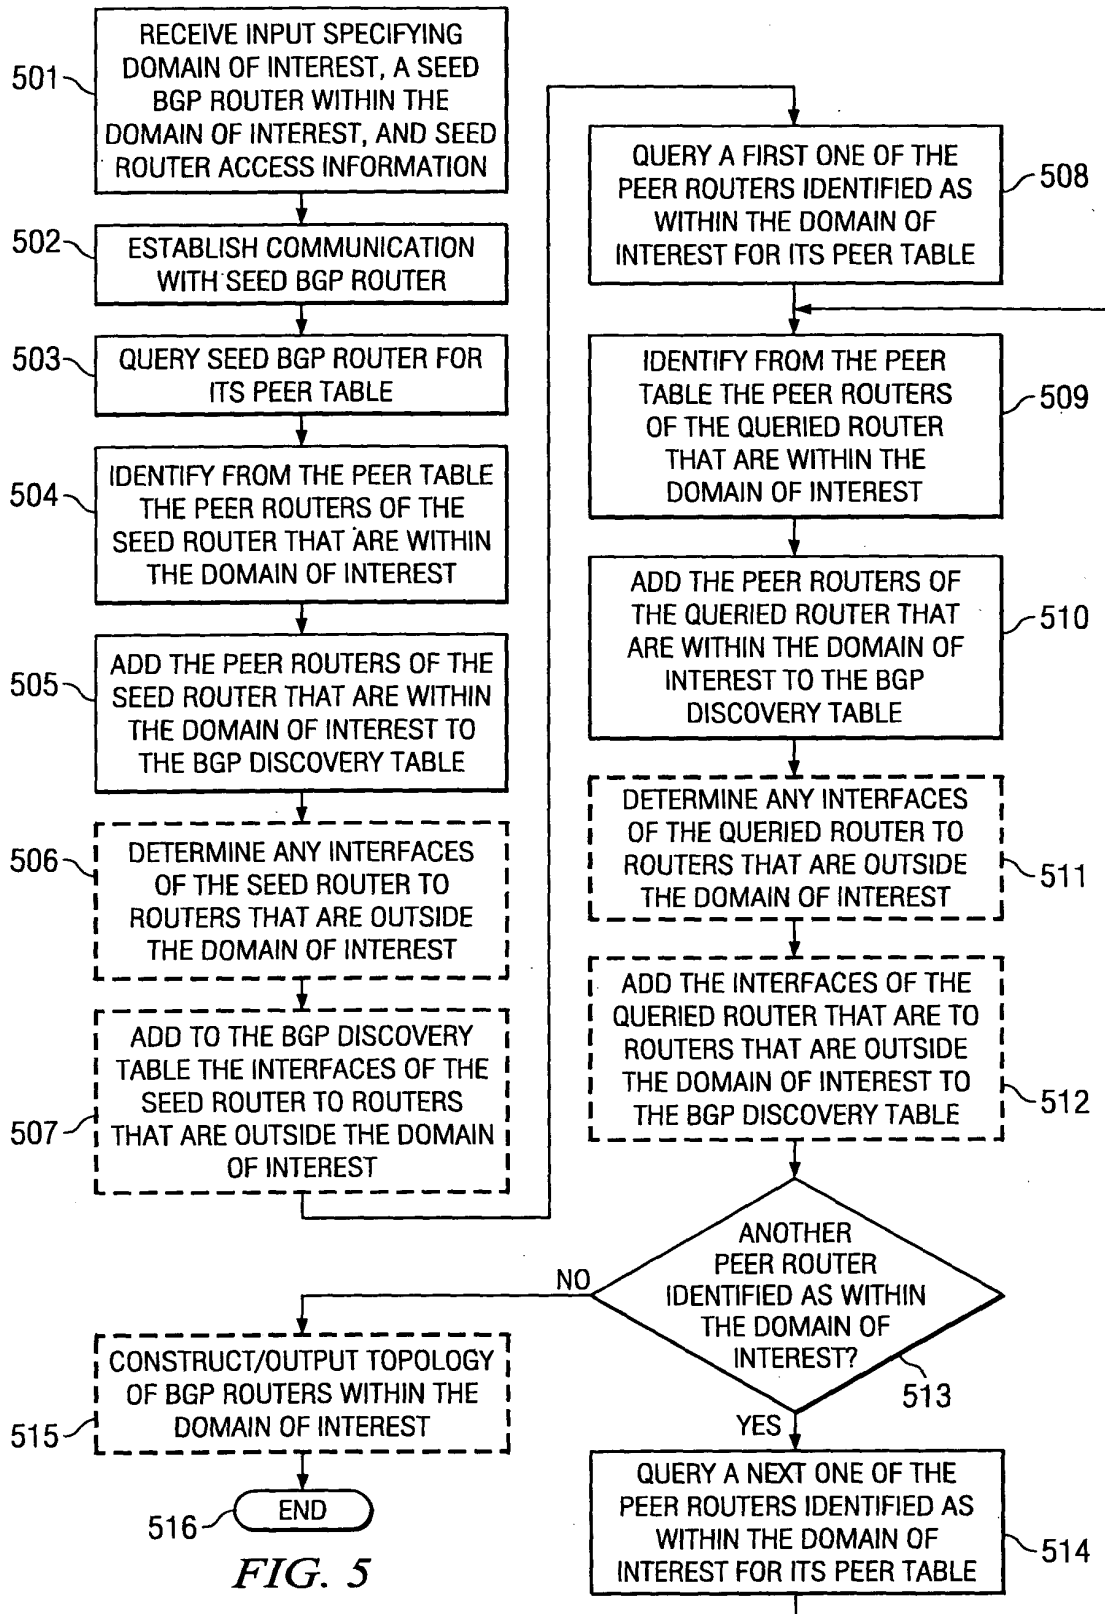 501
RECEIVE INPUT SPECIFYING
DOMAIN OF INTEREST, A SEED
BGP ROUTER WITHIN THE
DOMAIN OF INTEREST, AND SEED
ROUTER ACCESS INFORMATION
502
ESTABLISH COMMUNICATION
WITH SEED BGP ROUTER
503
QUERY SEED BGP ROUTER FOR
ITS PEER TABLE
504
IDENTIFY FROM THE PEER TABLE
THE PEER ROUTERS OF THE
SEED ROUTER THAT ARE WITHIN
THE DOMAIN OF INTEREST
505
ADD THE PEER ROUTERS OF THE
SEED ROUTER THAT ARE WITHIN
THE DOMAIN OF INTEREST TO
THE BGP DISCOVERY TABLE
506
DETERMINE ANY INTERFACES
OF THE SEED ROUTER TO
ROUTERS THAT ARE OUTSIDE
THE DOMAIN OF INTEREST
507
ADD TO THE BGP DISCOVERY
TABLE THE INTERFACES OF THE
SEED ROUTER TO ROUTERS
THAT ARE OUTSIDE THE DOMAIN
OF INTEREST
QUERY A FIRST ONE OF THE
PEER ROUTERS IDENTIFIED AS
WITHIN THE DOMAIN OF
INTEREST FOR ITS PEER TABLE
508
IDENTIFY FROM THE PEER
TABLE THE PEER ROUTERS
OF THE QUERIED ROUTER
THAT ARE WITHIN THE
DOMAIN OF INTEREST
509
ADD THE PEER ROUTERS OF
THE QUERIED ROUTER THAT
ARE WITHIN THE DOMAIN OF
INTEREST TO THE BGP
DISCOVERY TABLE
510
DETERMINE ANY INTERFACES
OF THE QUERIED ROUTER TO
ROUTERS THAT ARE OUTSIDE
THE DOMAIN OF INTEREST
511
ADD THE INTERFACES OF THE
QUERIED ROUTER THAT ARE TO
ROUTERS THAT ARE OUTSIDE
THE DOMAIN OF INTEREST TO
THE BGP DISCOVERY TABLE
512
ANOTHER
PEER ROUTER
IDENTIFIED AS WITHIN
THE DOMAIN OF
INTEREST?
513
NO
YES
QUERY A NEXT ONE OF THE
PEER ROUTERS IDENTIFIED AS
WITHIN THE DOMAIN OF
INTEREST FOR ITS PEER TABLE
514
CONSTRUCT/OUTPUT TOPOLOGY
OF BGP ROUTERS WITHIN THE
DOMAIN OF INTEREST
515
END
516
FIG. 5